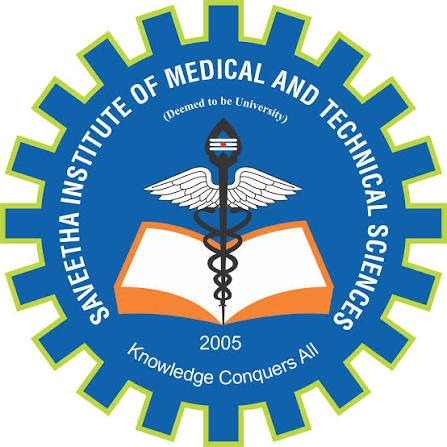 SAVEETHA INSTITUTE OF MEDICAL AND TECHNICAL SCIENCES
(Deemed to be University)
2005
Knowledge Conquers All